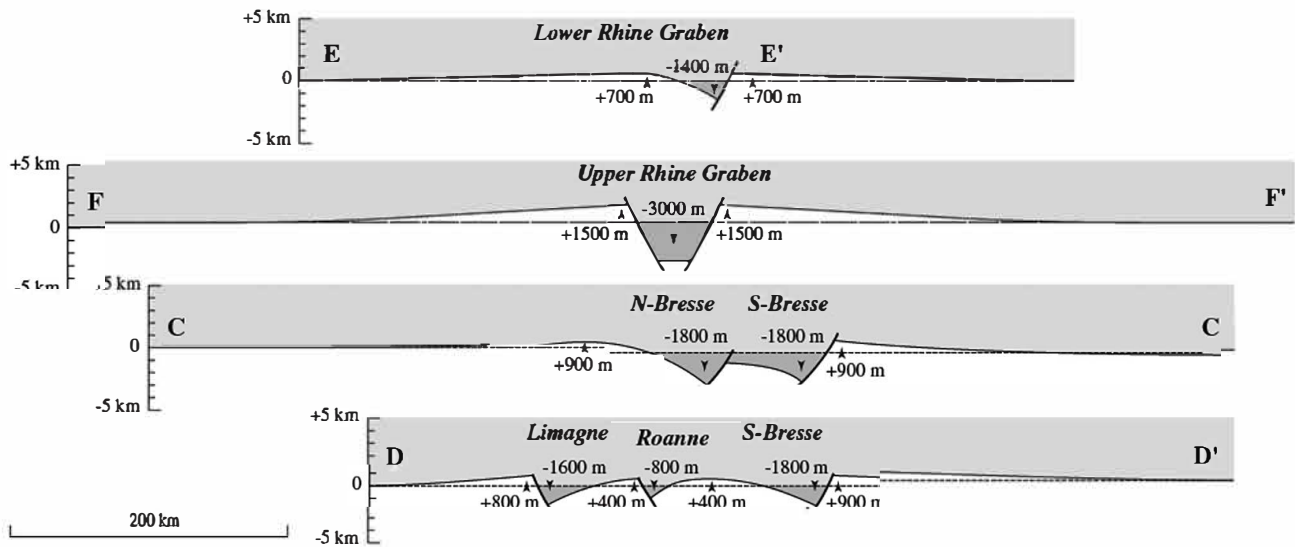 +5 km
Lower Rhine Graben
E
E'
-1400 m
0
+700 m
+700 m
-5 km
+5 km
Upper Rhine Graben
F
-3000 m
F'
0
+1500 m
+1500 m
N-Bresse
S-Bresse
C
-1800 m
-1800 m
C
0
+900 m
+900 m
-5 km
+5 km
Limagne
Roanne
S-Bresse
D
-1600 m
-800 m
-1800 m
D'
0
+800 m
+400 m
+400 m
+900 m
200 km
-5 km